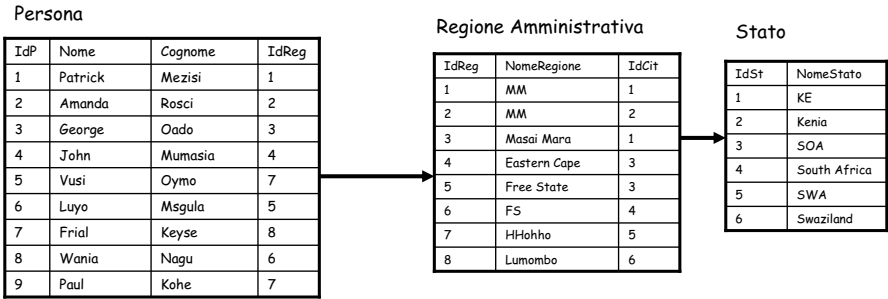 Persona
IdP Nome Cognome IdReg
1 Patrick Mezisi 1
2 Amanda Rosci 2
3 George Oado 3
4 John Mumasia 4
5 Vusi Oymo 7
6 Luyo Msgula 5
7 Frial Keyse 8
8 Wania Nagu 6
9 Paul Kohe 7
Regione Amministrativa
IdReg NomeRegione IdCit
1 MM 1
2 MM 2
3 Masai Mara 1
4 Eastern Cape 3
5 Free State 3
6 FS 4
7 HHohho 5
8 Lumombo 6
Stato
IdSt NomeStato
1 KE
2 Kenia
3 SOA
4 South Africa
5 SWA
6 Swaziland